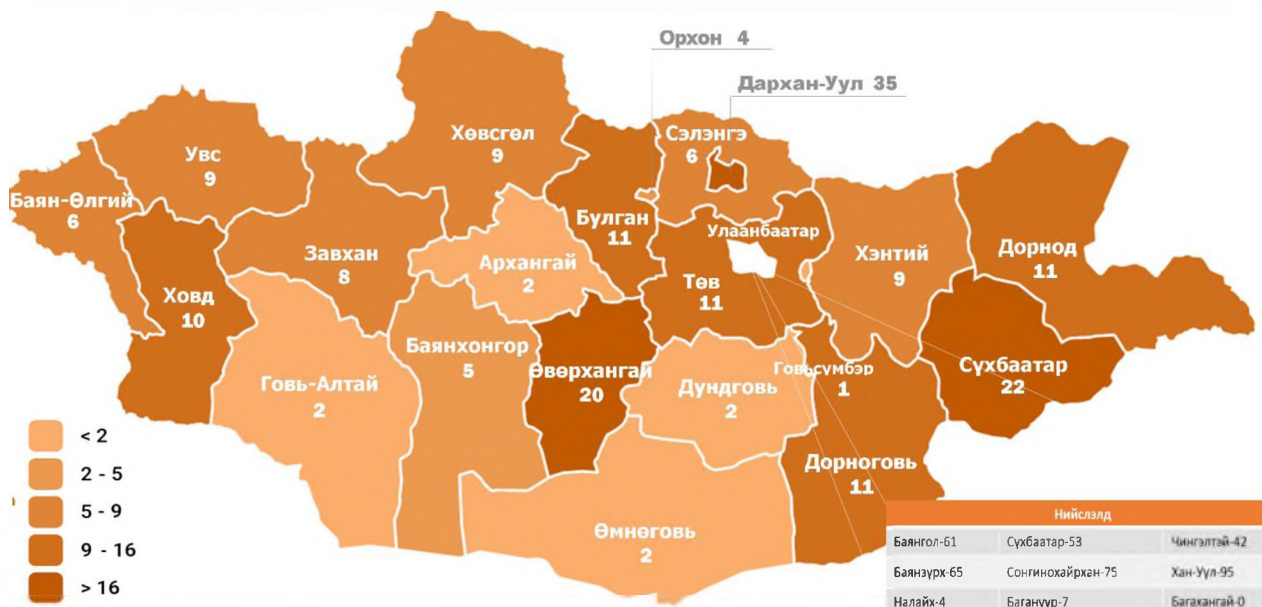 Орхон 4
Дархан-Уул 35
Хөвсгөл
9
Сэлэнгэ
6
Увс
9
Баян-Өлгий
6
Булган
11
Улаанбаатар
Завхан
8
Архангай
2
Хэнтий
9
Дорнод
11
Ховд
10
Төв
11
Баянхонгор
5
Өвөрхангай
20
Говь-Алтай
2
Дундговь
2
Говьсүмбэр
1
Сүхбаатар
22
Дорноговь
11
Өмнөговь
2
< 2
2 - 5
5 - 9
9 - 16
> 16
Нийслэлд
Баянгол-61 Сүхбаатар-53 Чингэлтэй-42
Баянзүрх-65 Сонгинохайрхан-75 Хан-Уул-95
Налайх-4 Багануур-7 Багахангай-0